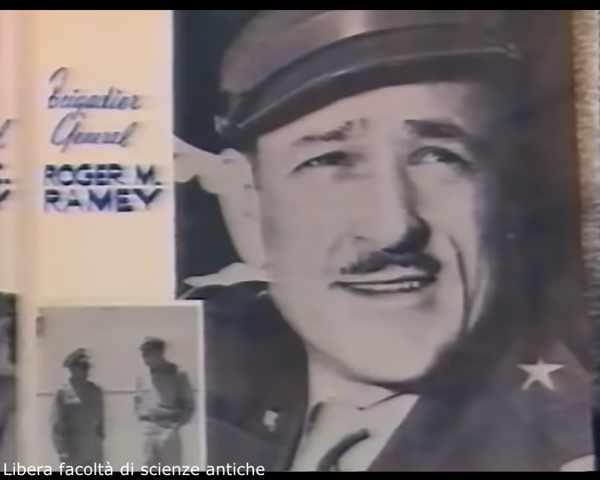 Brigadier
General
ROGER M.
RAMEY
Libera facoltà di scienze antiche